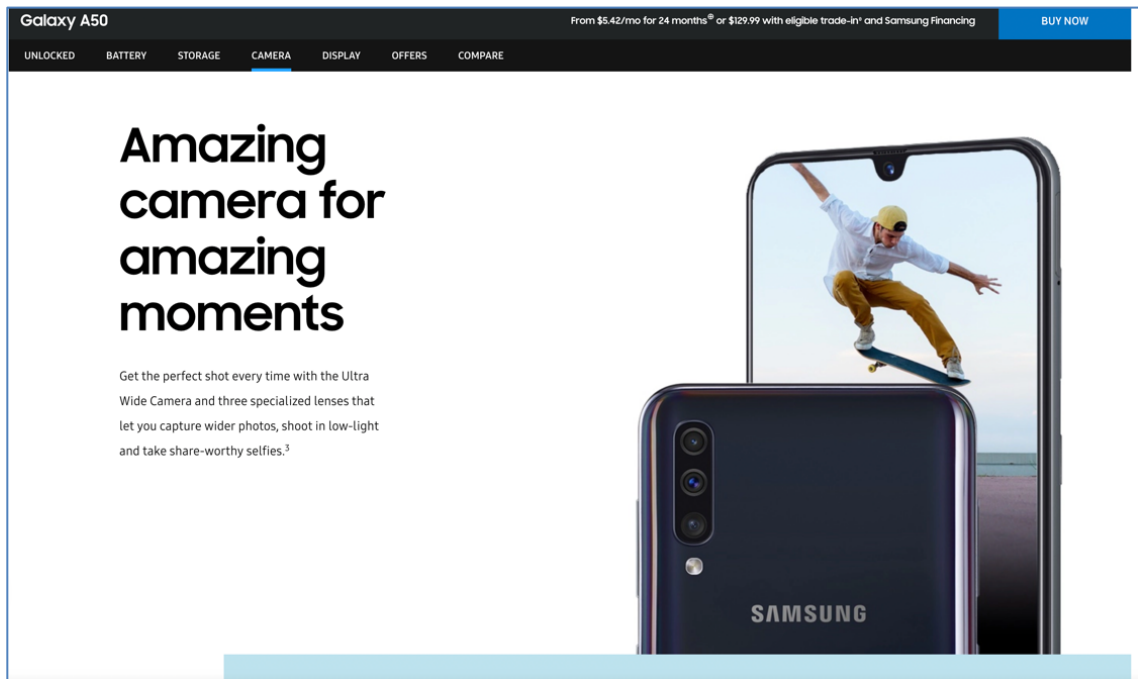 Galaxy A50
From $5.42/mo for 24 months⊕ or $129.99 with eligible trade-in◊ and Samsung Financing
BUY NOW
UNLOCKED BATTERY STORAGE CAMERA DISPLAY OFFERS COMPARE
Amazing
camera for
amazing
moments
Get the perfect shot every time with the Ultra
Wide Camera and three specialized lenses that
let you capture wider photos, shoot in low-light
and take share-worthy selfies.³
SAMSUNG